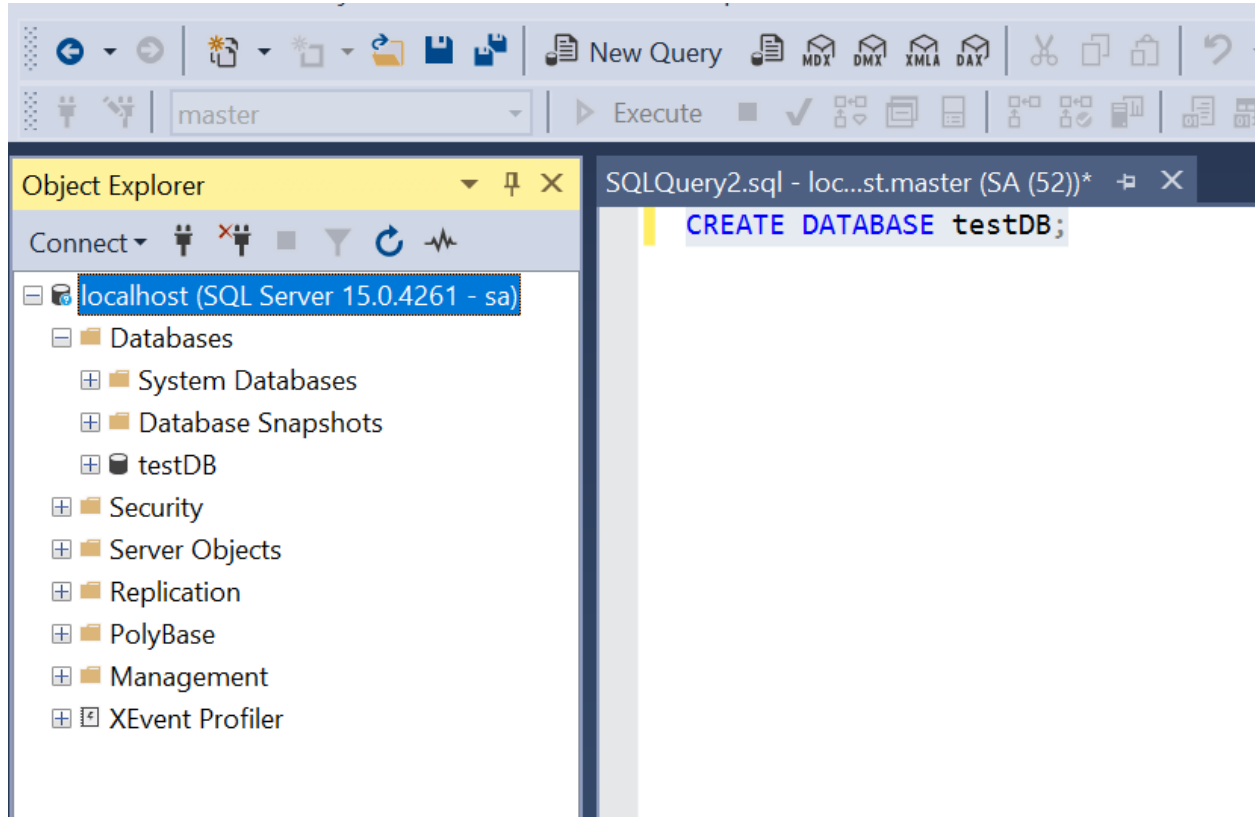 New Query MDX DMX XMLA DAX
master Execute
Object Explorer
SQLQuery2.sql - loc...st.master (SA (52))*
Connect
CREATE DATABASE testDB;
localhost (SQL Server 15.0.4261 - sa)
Databases
System Databases
Database Snapshots
testDB
Security
Server Objects
Replication
PolyBase
Management
XEvent Profiler